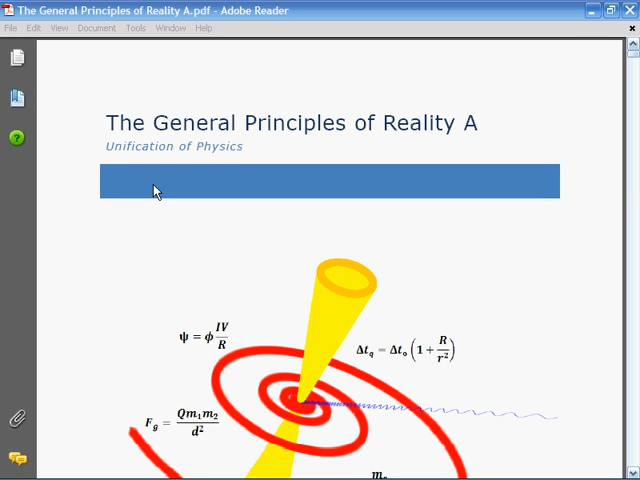 The General Principles of Reality A.pdf - Adobe Reader
File Edit View Document Tools Window Help
The General Principles of Reality A
Unification of Physics
ψ = ϕ IV/R
Δt_q = Δt_o (1 + R/r²)
F_g = Qm₁m₂/d²